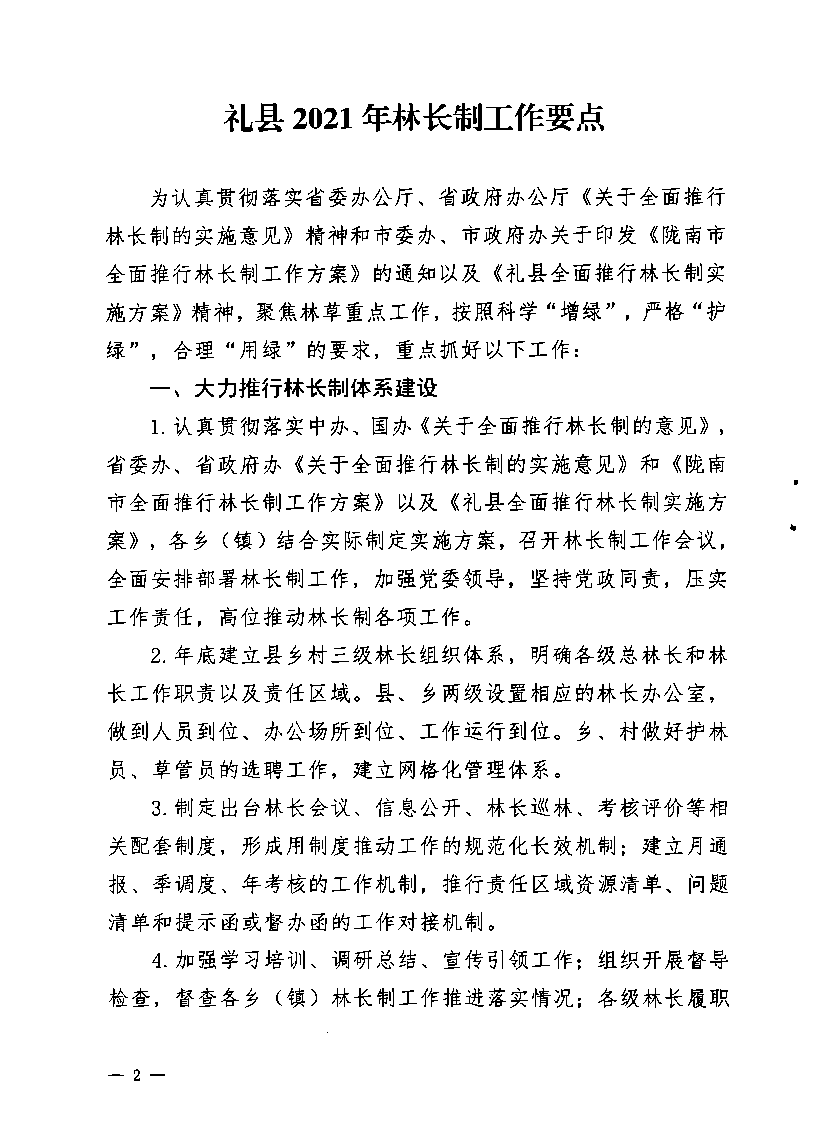 礼县 2021 年林长制工作要点
为认真贯彻落实省委办公厅、省政府办公厅《关于全面推行
林长制的实施意见》精神和市委办、市政府办关于印发《陇南市
全面推行林长制工作方案》的通知以及《礼县全面推行林长制实
施方案》精神，聚焦林草重点工作，按照科学“增绿”，严格“护
绿”，合理“用绿”的要求，重点抓好以下工作：
一、大力推行林长制体系建设
1. 认真贯彻落实中办、国办《关于全面推行林长制的意见》，
省委办、省政府办《关于全面推行林长制的实施意见》和《陇南
市全面推行林长制工作方案》以及《礼县全面推行林长制实施方
案》，各乡（镇）结合实际制定实施方案，召开林长制工作会议，
全面安排部署林长制工作，加强党委领导，坚持党政同责，压实
工作责任，高位推动林长制各项工作。
2. 年底建立县乡村三级林长组织体系，明确各级总林长和林
长工作职责以及责任区域。县、乡两级设置相应的林长办公室，
做到人员到位、办公场所到位、工作运行到位。乡、村做好护林
员、草管员的选聘工作，建立网格化管理体系。
3. 制定出台林长会议、信息公开、林长巡林、考核评价等相
关配套制度，形成用制度推动工作的规范化长效机制；建立月通
报、季调度、年考核的工作机制，推行责任区域资源清单、问题
清单和提示函或督办函的工作对接机制。
4. 加强学习培训、调研总结、宣传引领工作；组织开展督导
检查，督查各乡（镇）林长制工作推进落实情况；各级林长履职
— 2 —